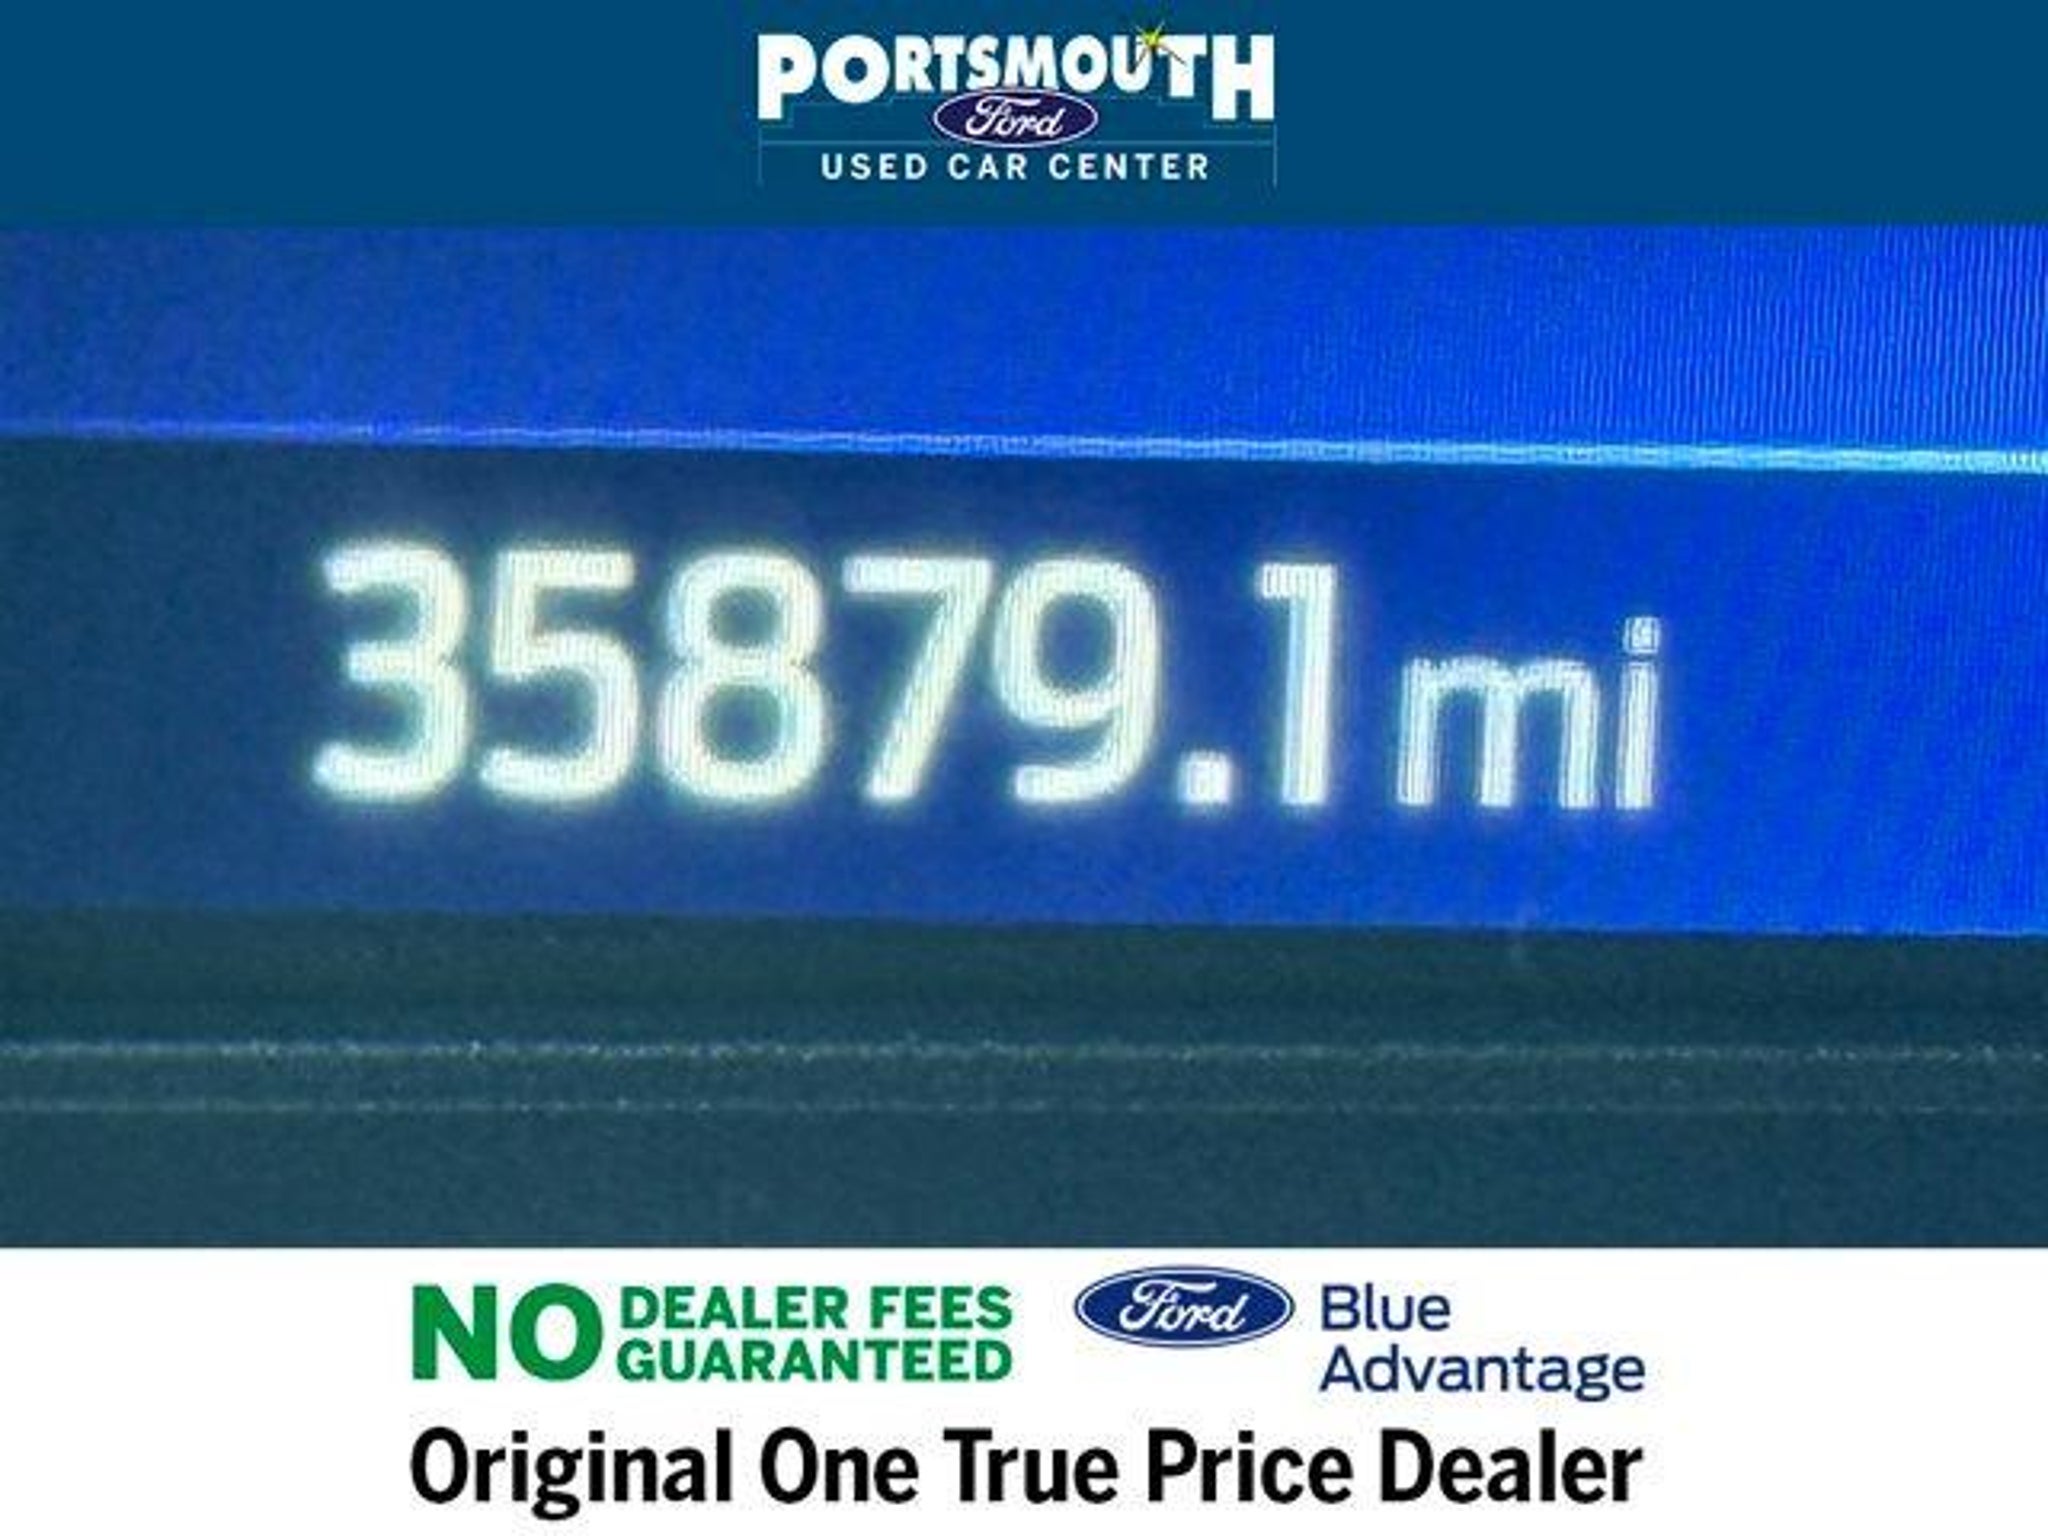 PORTSMOUTH
Ford
USED CAR CENTER
35879.1 mi
NO DEALER FEES
GUARANTEED
Ford Blue
Advantage
Original One True Price Dealer